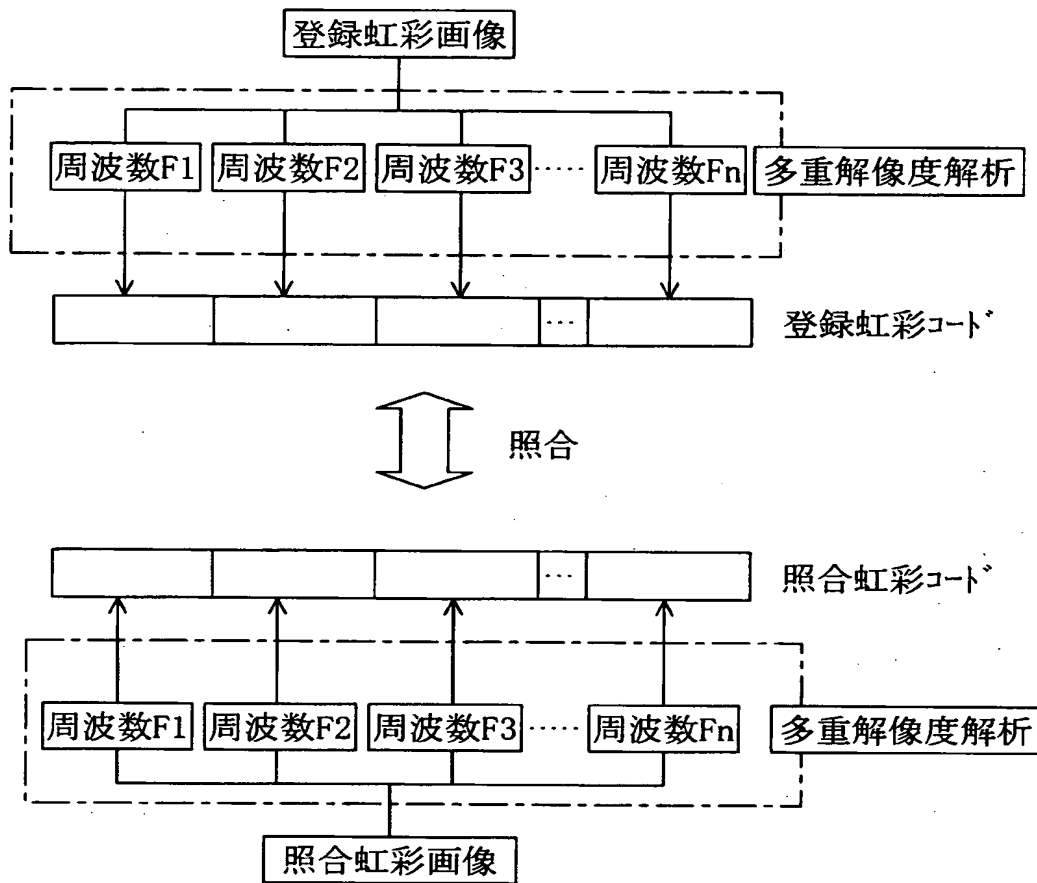 登録虹彩画像
周波数F1 周波数F2 周波数F3 ····· 周波数Fn 多重解像度解析
···
登録虹彩ｺｰﾄﾞ
照合
···
照合虹彩ｺｰﾄﾞ
周波数F1 周波数F2 周波数F3 ····· 周波数Fn 多重解像度解析
照合虹彩画像